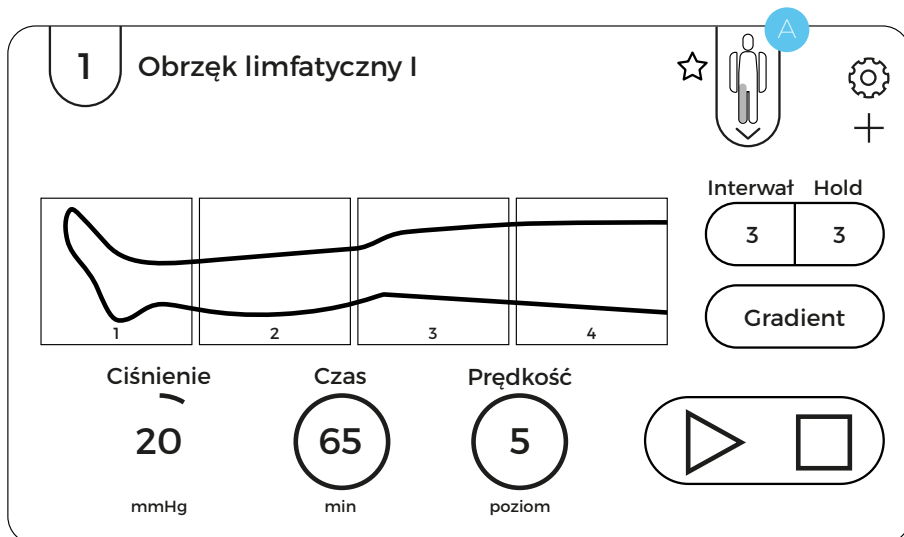 A
1 Obrzęk limfatyczny I
Interwał Hold
3 3
Gradient
1 2 3 4
Ciśnienie Czas Prędkość
20 65 5
mmHg min poziom